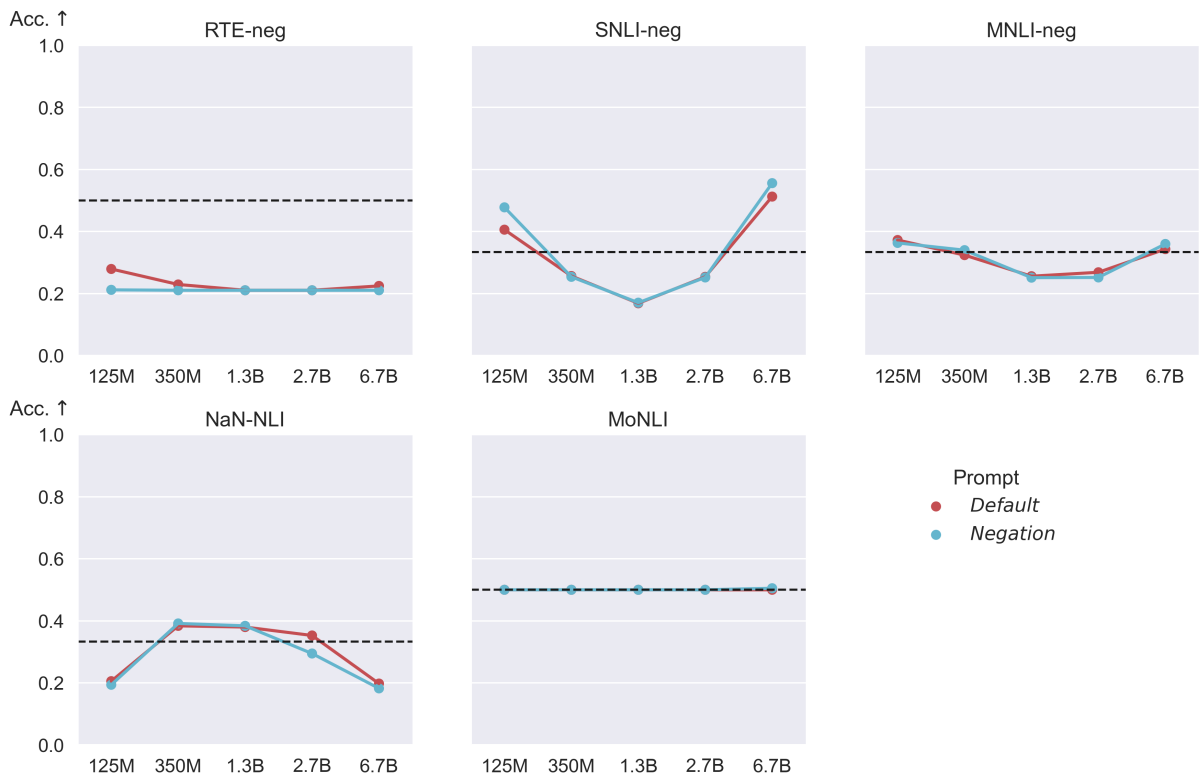 Acc. ↑
RTE-neg
SNLI-neg
MNLI-neg
1.0
0.8
0.6
0.4
0.2
0.0
125M 350M 1.3B 2.7B 6.7B
125M 350M 1.3B 2.7B 6.7B
125M 350M 1.3B 2.7B 6.7B
Acc. ↑
NaN-NLI
MoNLI
1.0
0.8
0.6
0.4
0.2
0.0
125M 350M 1.3B 2.7B 6.7B
125M 350M 1.3B 2.7B 6.7B
Prompt
Default
Negation